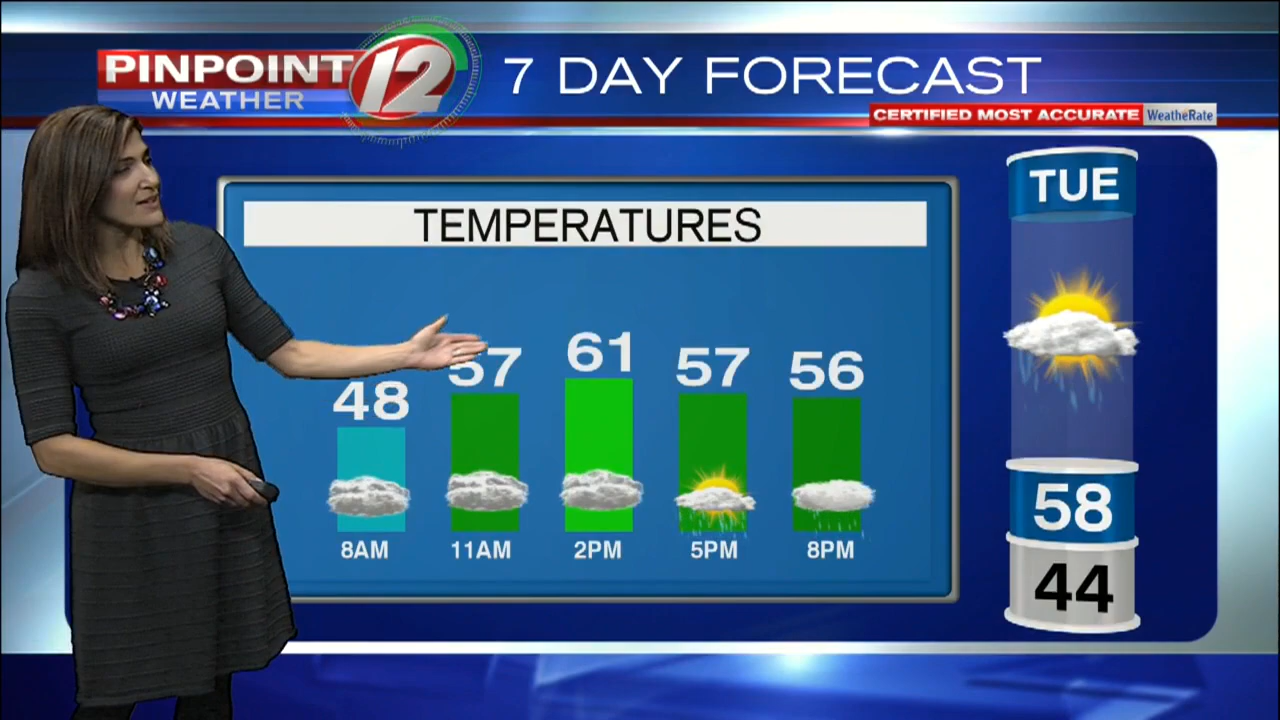 PINPOINT 12
WEATHER
7 DAY FORECAST
CERTIFIED MOST ACCURATE WeatheRate
TEMPERATURES
48 57 61 57 56
8AM 11AM 2PM 5PM 8PM
TUE
58
44